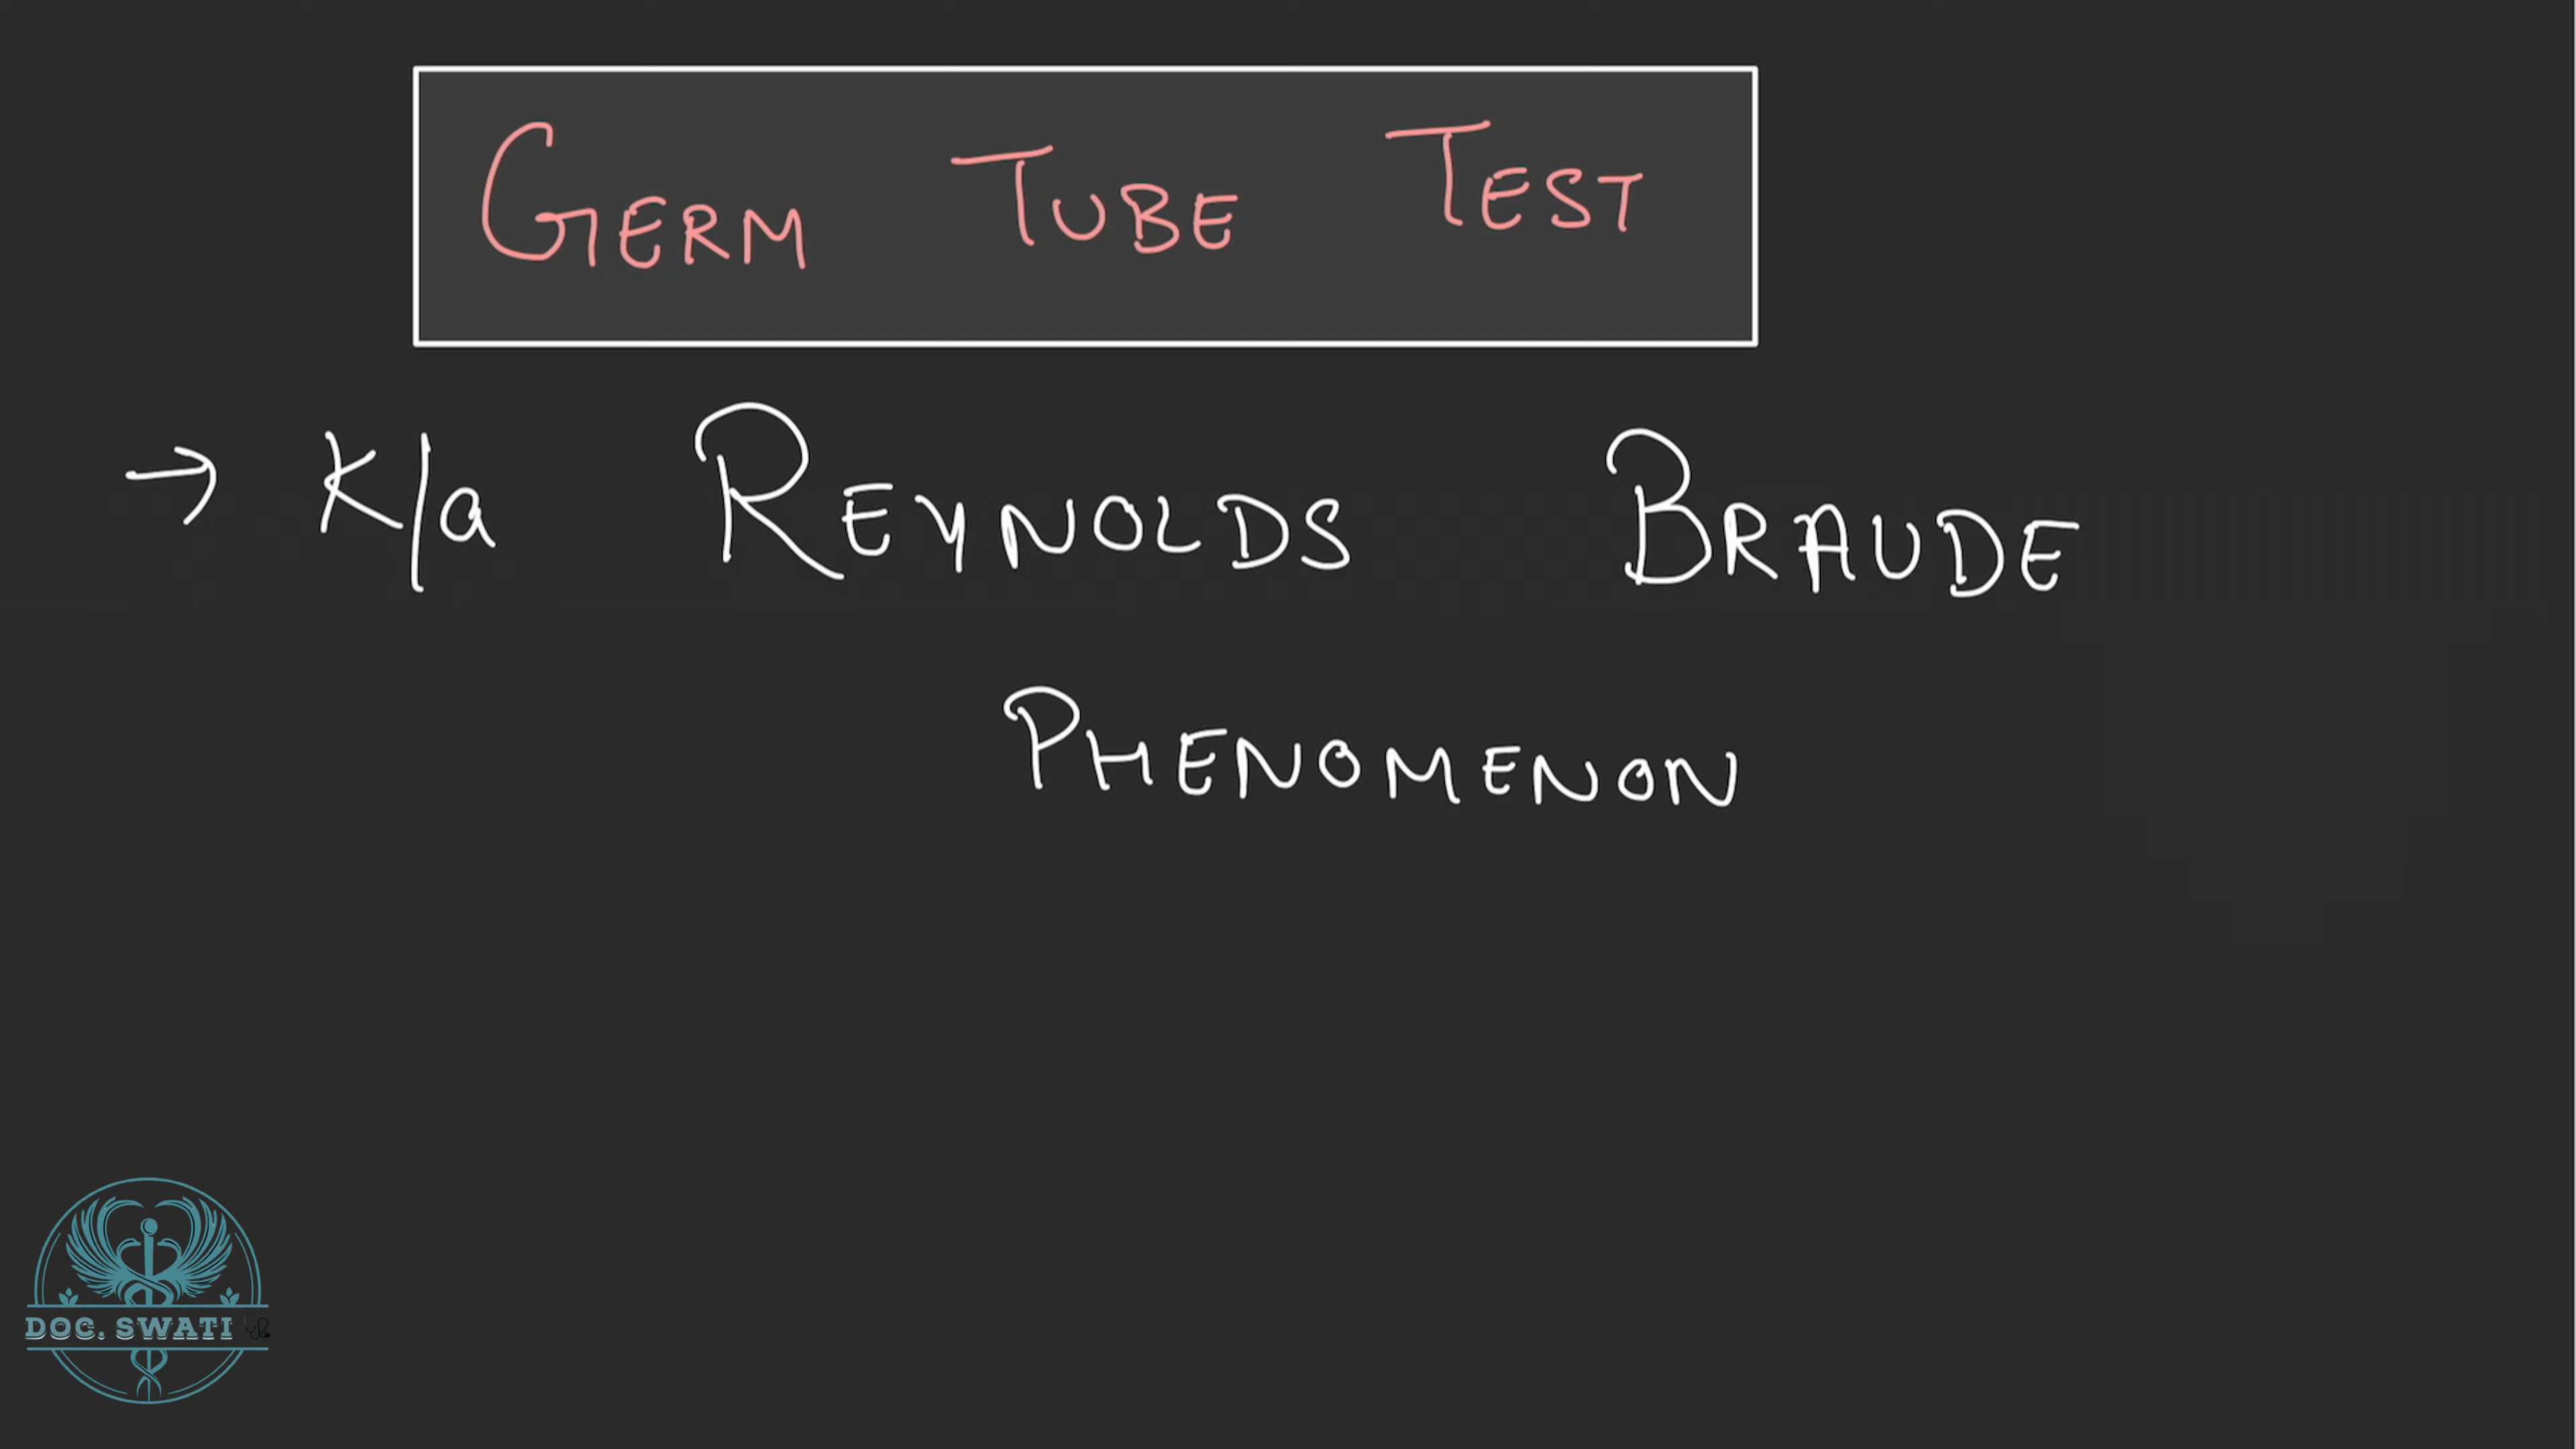 GERM TUBE TEST
→ K/a REYNOLDS BRAUDE
PHENOMENON
DOC. SWATI